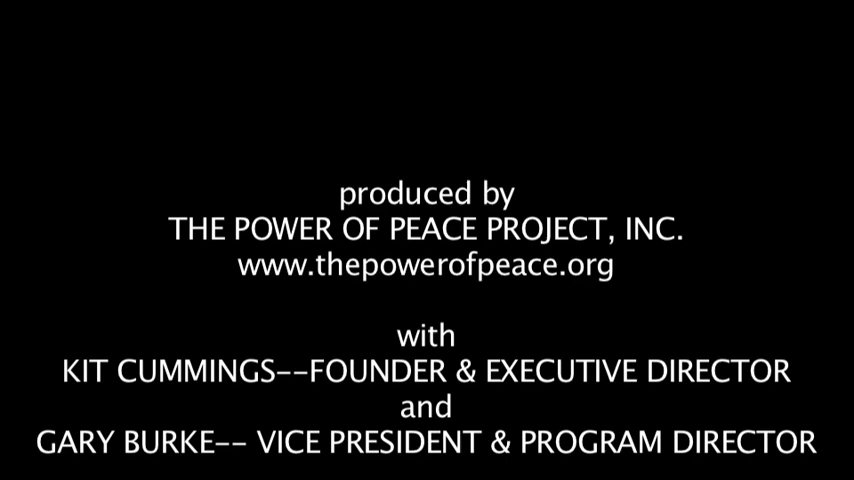 produced by
THE POWER OF PEACE PROJECT, INC.
www.thepowerofpeace.org
with
KIT CUMMINGS--FOUNDER & EXECUTIVE DIRECTOR
and
GARY BURKE-- VICE PRESIDENT & PROGRAM DIRECTOR